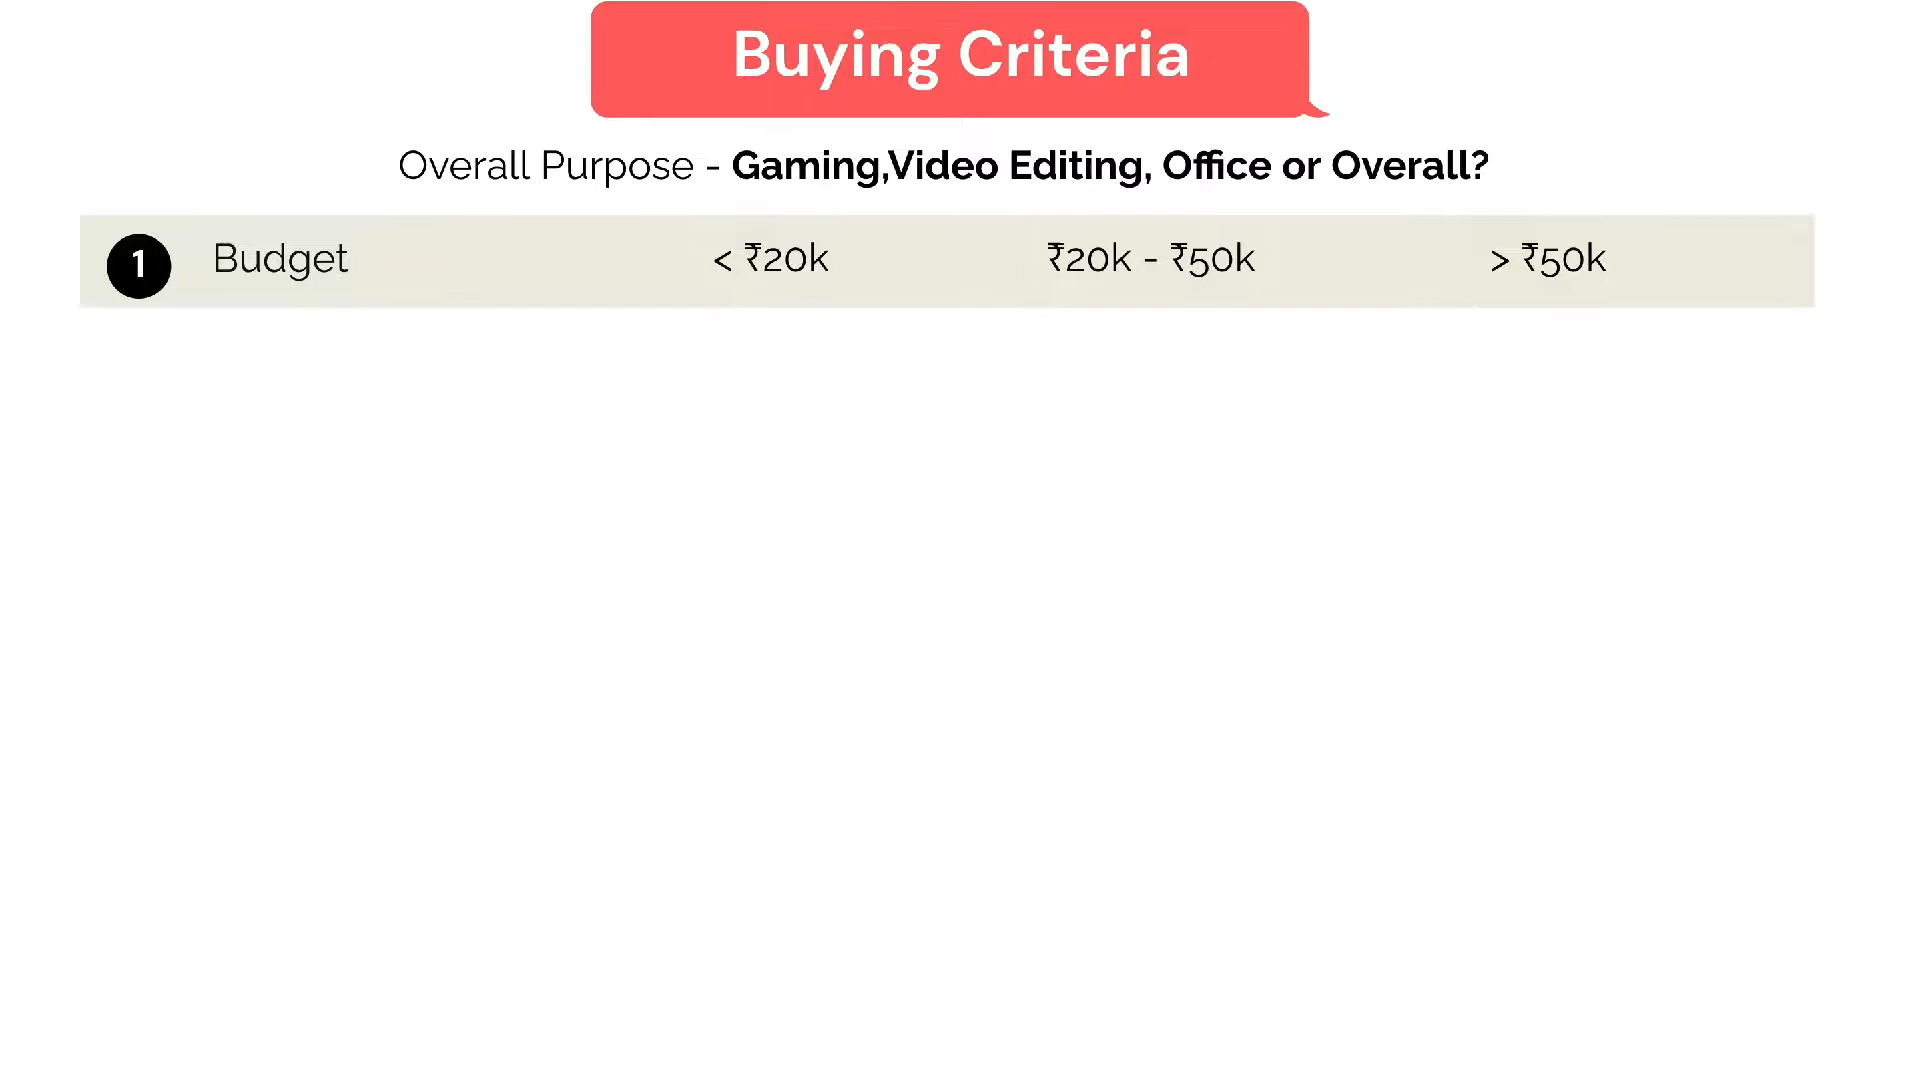 Buying Criteria
Overall Purpose - Gaming,Video Editing, Office or Overall?
1 Budget < ₹20k ₹20k - ₹50k > ₹50k